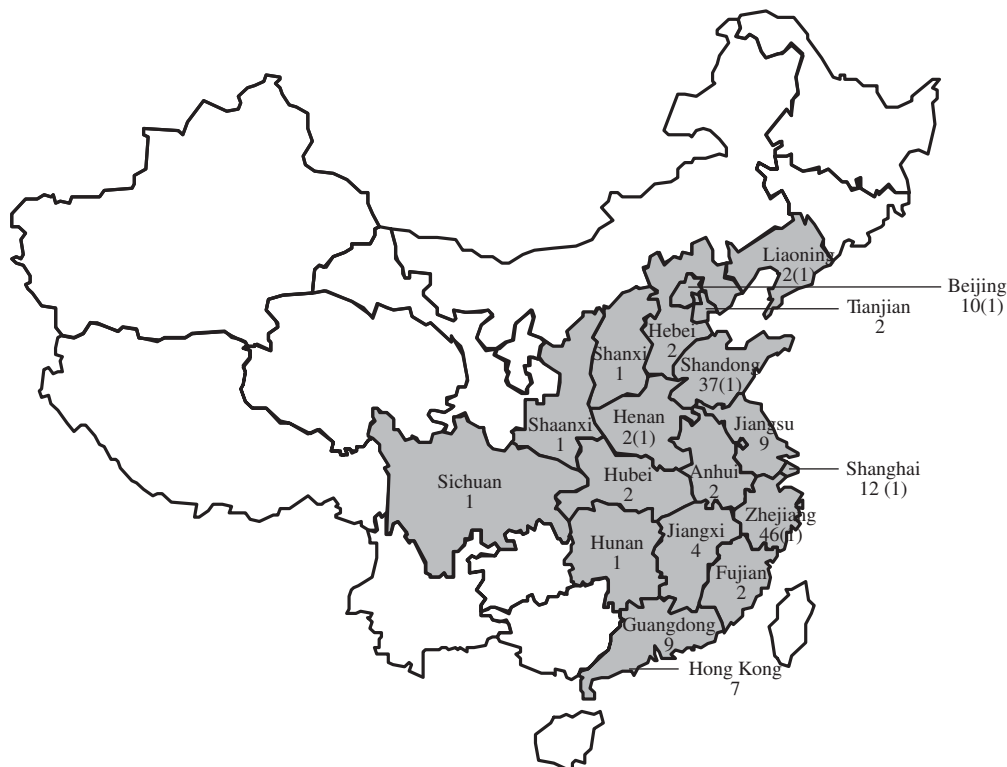 Liaoning
2(1)
Beijing
10(1)
Tianjian
2
Hebei
2
Shanxi
1
Shandong
37(1)
Shaanxi
1
Henan
2(1)
Jiangsu
9
Shanghai
12 (1)
Sichuan
1
Hubei
2
Anhui
2
Zhejiang
46(1)
Hunan
1
Jiangxi
4
Fujian
2
Guangdong
9
Hong Kong
7